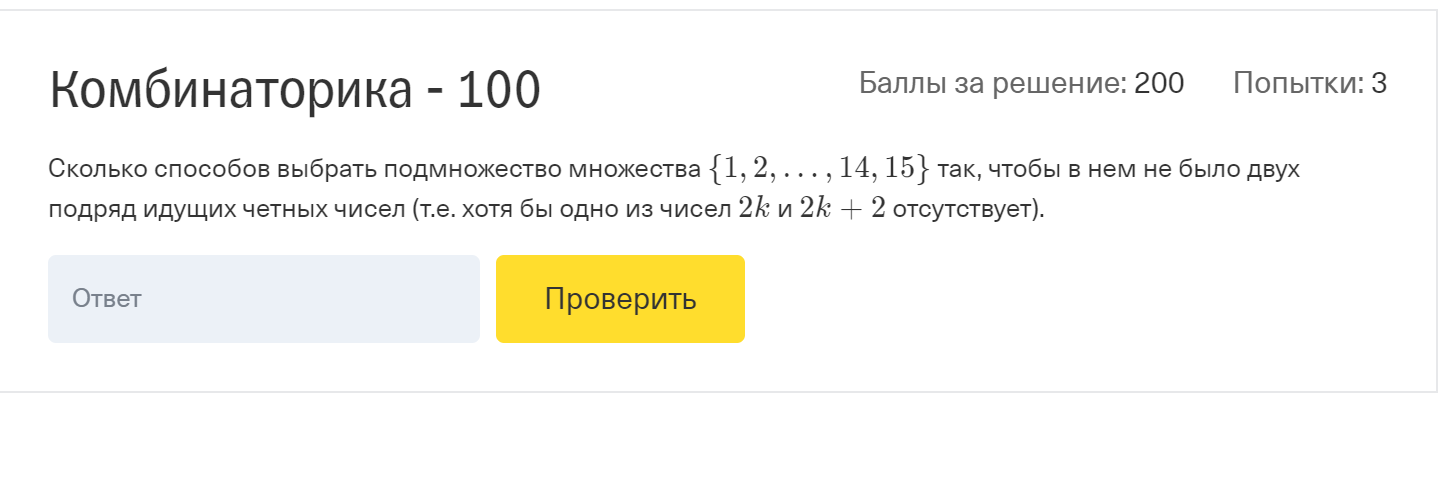 Комбинаторика - 100
Баллы за решение: 200 Попытки: 3
Сколько способов выбрать подмножество множества {1, 2, . . . , 14, 15} так, чтобы в нем не было двух
подряд идущих четных чисел (т.е. хотя бы одно из чисел 2k и 2k + 2 отсутствует).
Ответ
Проверить